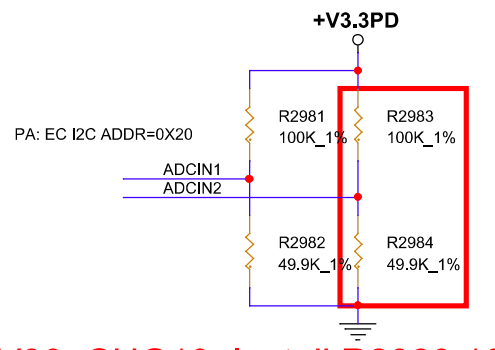 +V3.3PD
R2981
100K_1%
R2983
100K_1%
PA: EC I2C ADDR=0X20
ADCIN1
ADCIN2
R2982
49.9K_1%
R2984
49.9K_1%